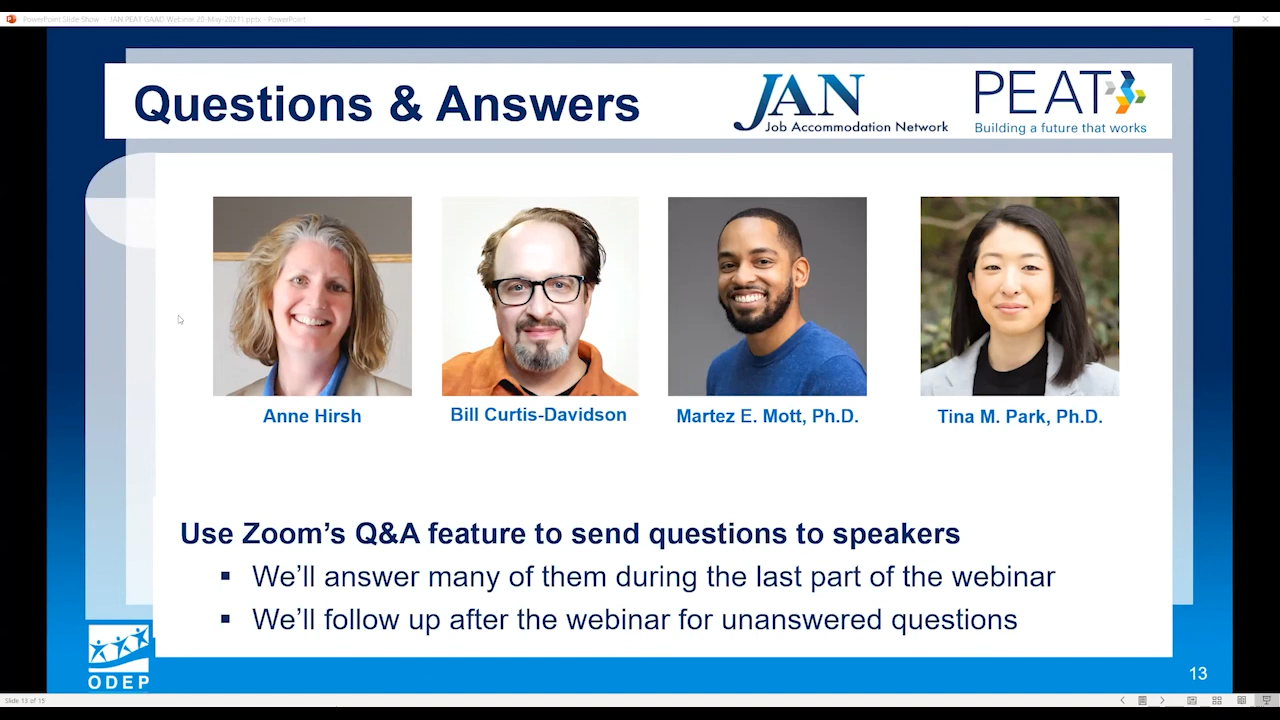 PowerPoint Slide Show - JAN PEAT GAAD Webinar 20-May-20211.pptx - PowerPoint
Questions & Answers
JAN
Job Accommodation Network
PEAT
Building a future that works
Anne Hirsh
Bill Curtis-Davidson
Martez E. Mott, Ph.D.
Tina M. Park, Ph.D.
Use Zoom's Q&A feature to send questions to speakers
▪ We'll answer many of them during the last part of the webinar
▪ We'll follow up after the webinar for unanswered questions
ODEP
13
Slide 13 of 15